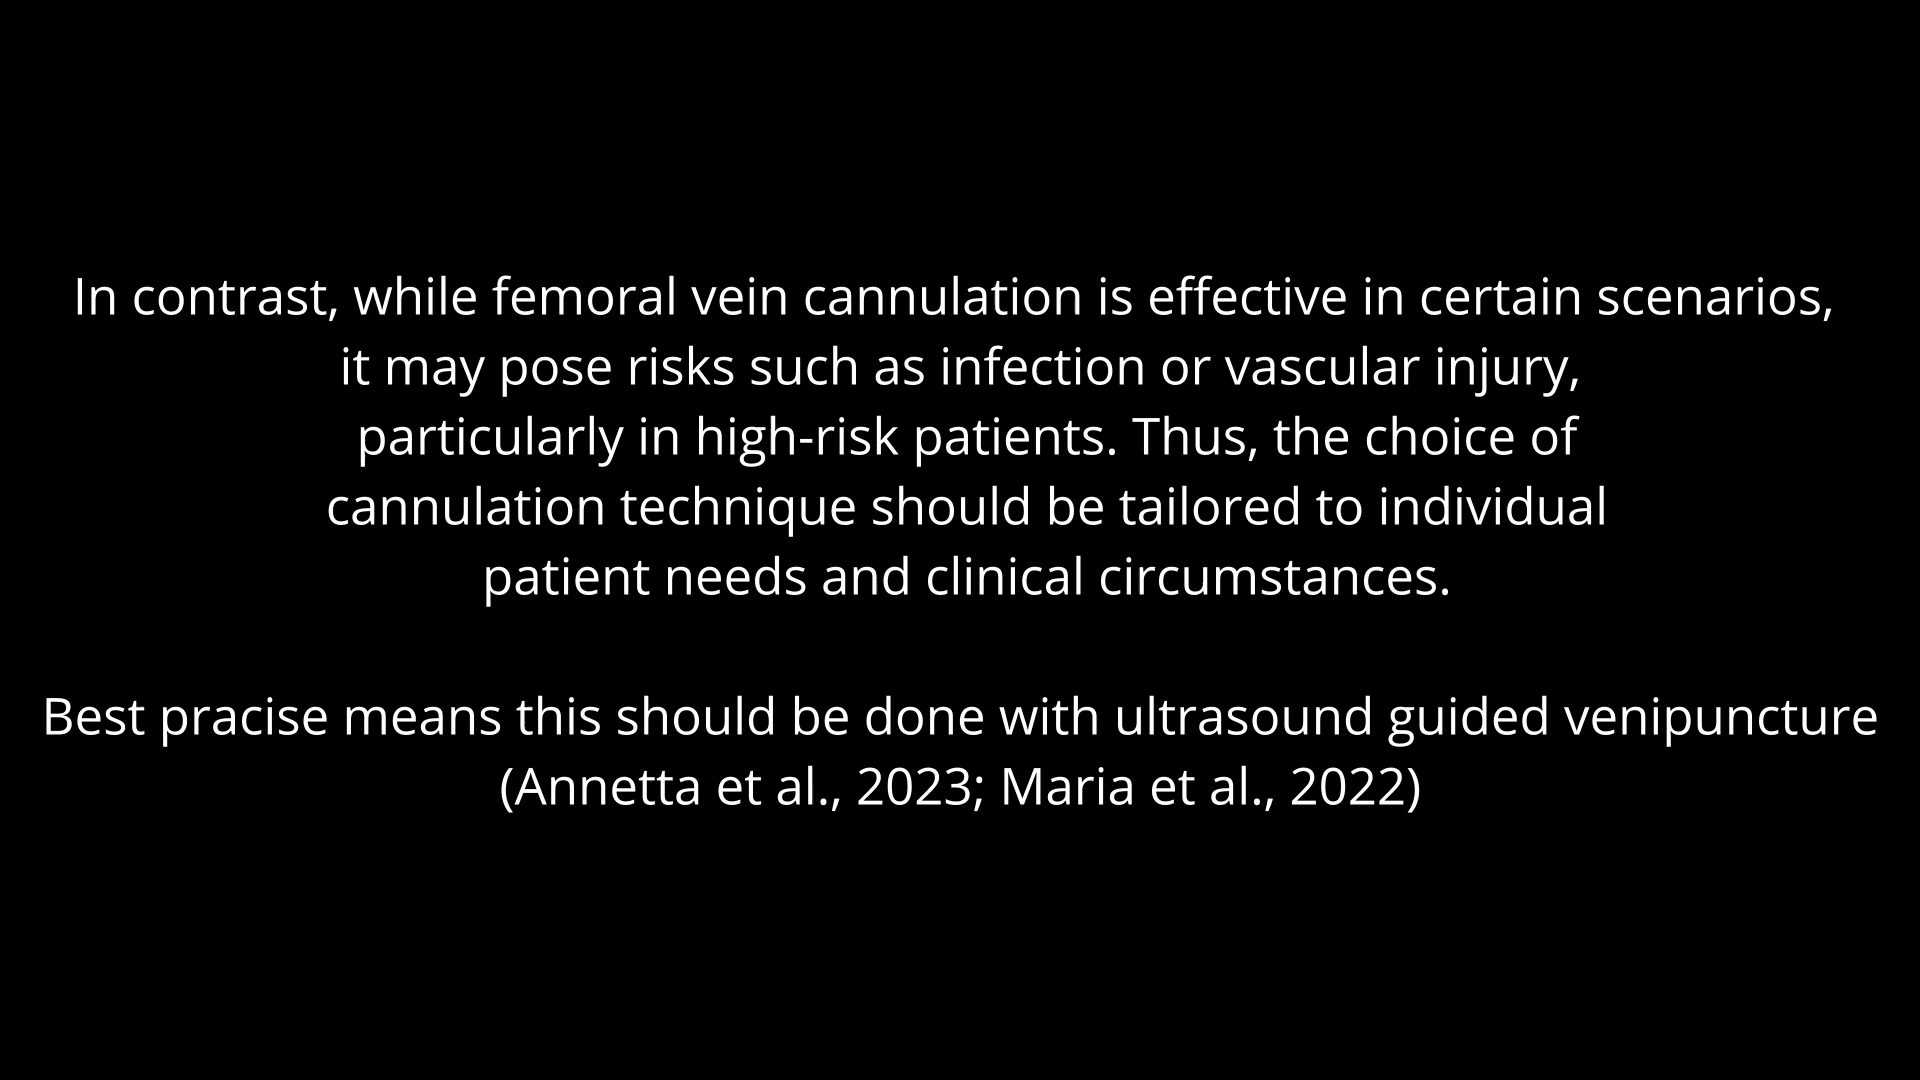 In contrast, while femoral vein cannulation is effective in certain scenarios,
it may pose risks such as infection or vascular injury,
particularly in high-risk patients. Thus, the choice of
cannulation technique should be tailored to individual
patient needs and clinical circumstances.
Best pracise means this should be done with ultrasound guided venipuncture
(Annetta et al., 2023; Maria et al., 2022)